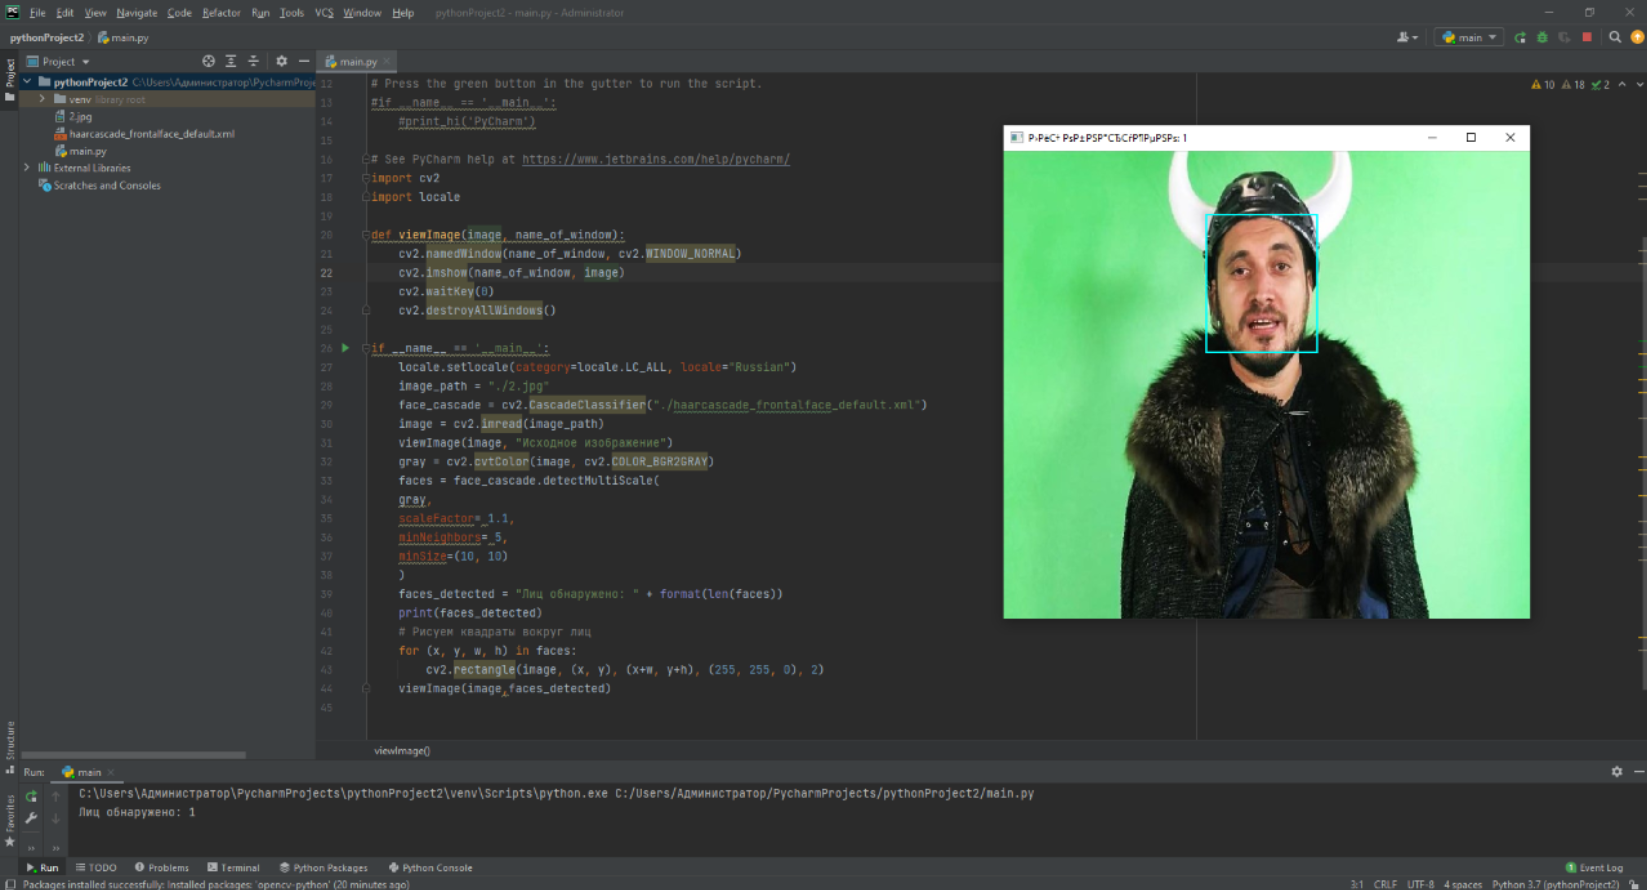 File Edit View Navigate Code Refactor Run Tools VCS Window Help pythonProject2 - main.py - Administrator
pythonProject2 main.py
main
Project
Project
main.py
pythonProject2 C:\Users\Администратор\PycharmProje
venv library root
2.jpg
haarcascade_frontalface_default.xml
main.py
External Libraries
Scratches and Consoles
10 18 2
12 # Press the green button in the gutter to run the script.
13 #if __name__ == '__main__':
14 #print_hi('PyCharm')
15
16 # See PyCharm help at https://www.jetbrains.com/help/pycharm/
17 import cv2
18 import locale
19
20 def viewImage(image, name_of_window):
21 cv2.namedWindow(name_of_window, cv2.WINDOW_NORMAL)
22 cv2.imshow(name_of_window, image)
23 cv2.waitKey(0)
24 cv2.destroyAllWindows()
25
26 if __name__ == '__main__':
27 locale.setlocale(category=locale.LC_ALL, locale="Russian")
28 image_path = "./2.jpg"
29 face_cascade = cv2.CascadeClassifier("./haarcascade_frontalface_default.xml")
30 image = cv2.imread(image_path)
31 viewImage(image, "Исходное изображение")
32 gray = cv2.cvtColor(image, cv2.COLOR_BGR2GRAY)
33 faces = face_cascade.detectMultiScale(
34 gray,
35 scaleFactor= 1.1,
36 minNeighbors= 5,
37 minSize=(10, 10)
38 )
39 faces_detected = "Лиц обнаружено: " + format(len(faces))
40 print(faces_detected)
41 # Рисуем квадраты вокруг лиц
42 for (x, y, w, h) in faces:
43 cv2.rectangle(image, (x, y), (x+w, y+h), (255, 255, 0), 2)
44 viewImage(image,faces_detected)
45
viewImage()
Structure
Favorites
Run: main
C:\Users\Администратор\PycharmProjects\pythonProject2\venv\Scripts\python.exe C:/Users/Администратор/PycharmProjects/pythonProject2/main.py
Лиц обнаружено: 1
Run TODO Problems Terminal Python Packages Python Console 1 Event Log
Packages installed successfully: Installed packages: 'opencv-python' (20 minutes ago) 3:1 CRLF UTF-8 4 spaces Python 3.7 (pythonProject2)